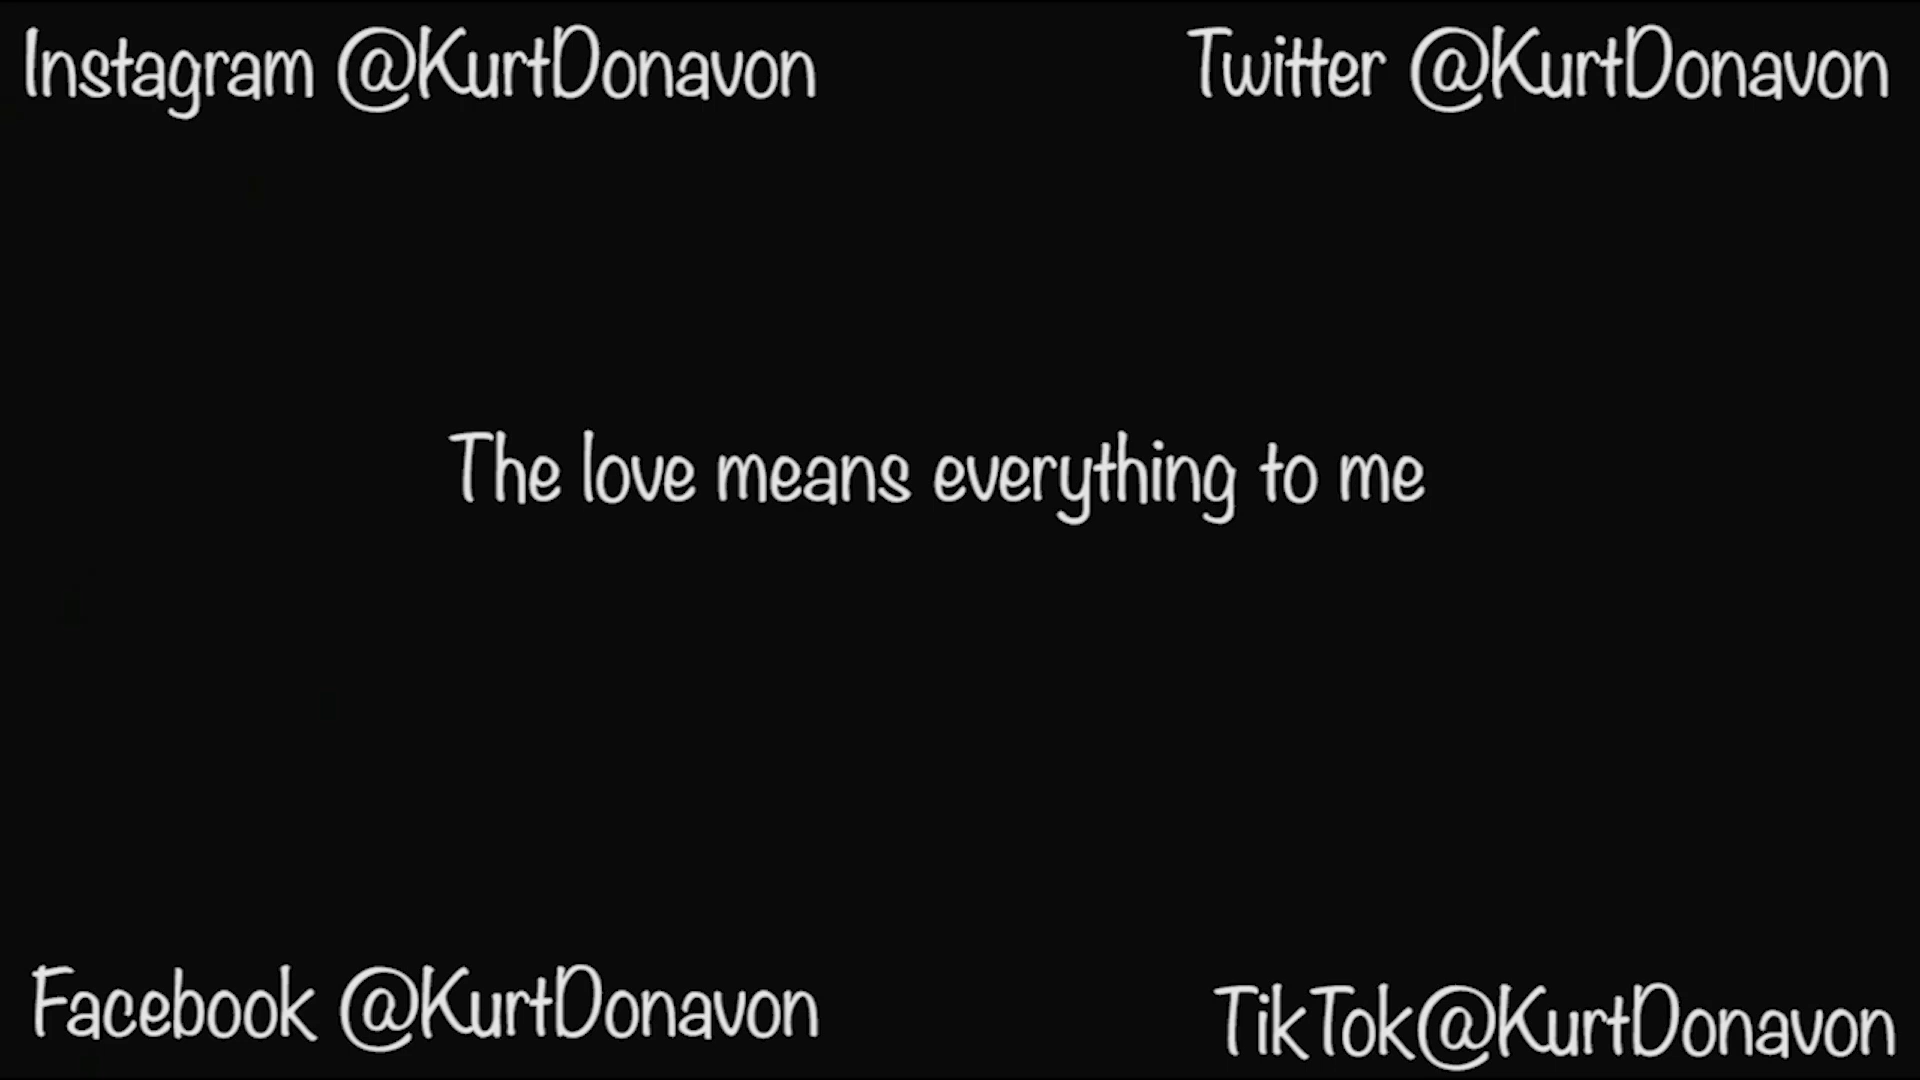 Instagram @KurtDonavon
Twitter @KurtDonavon
The love means everything to me
Facebook @KurtDonavon
TikTok@KurtDonavon